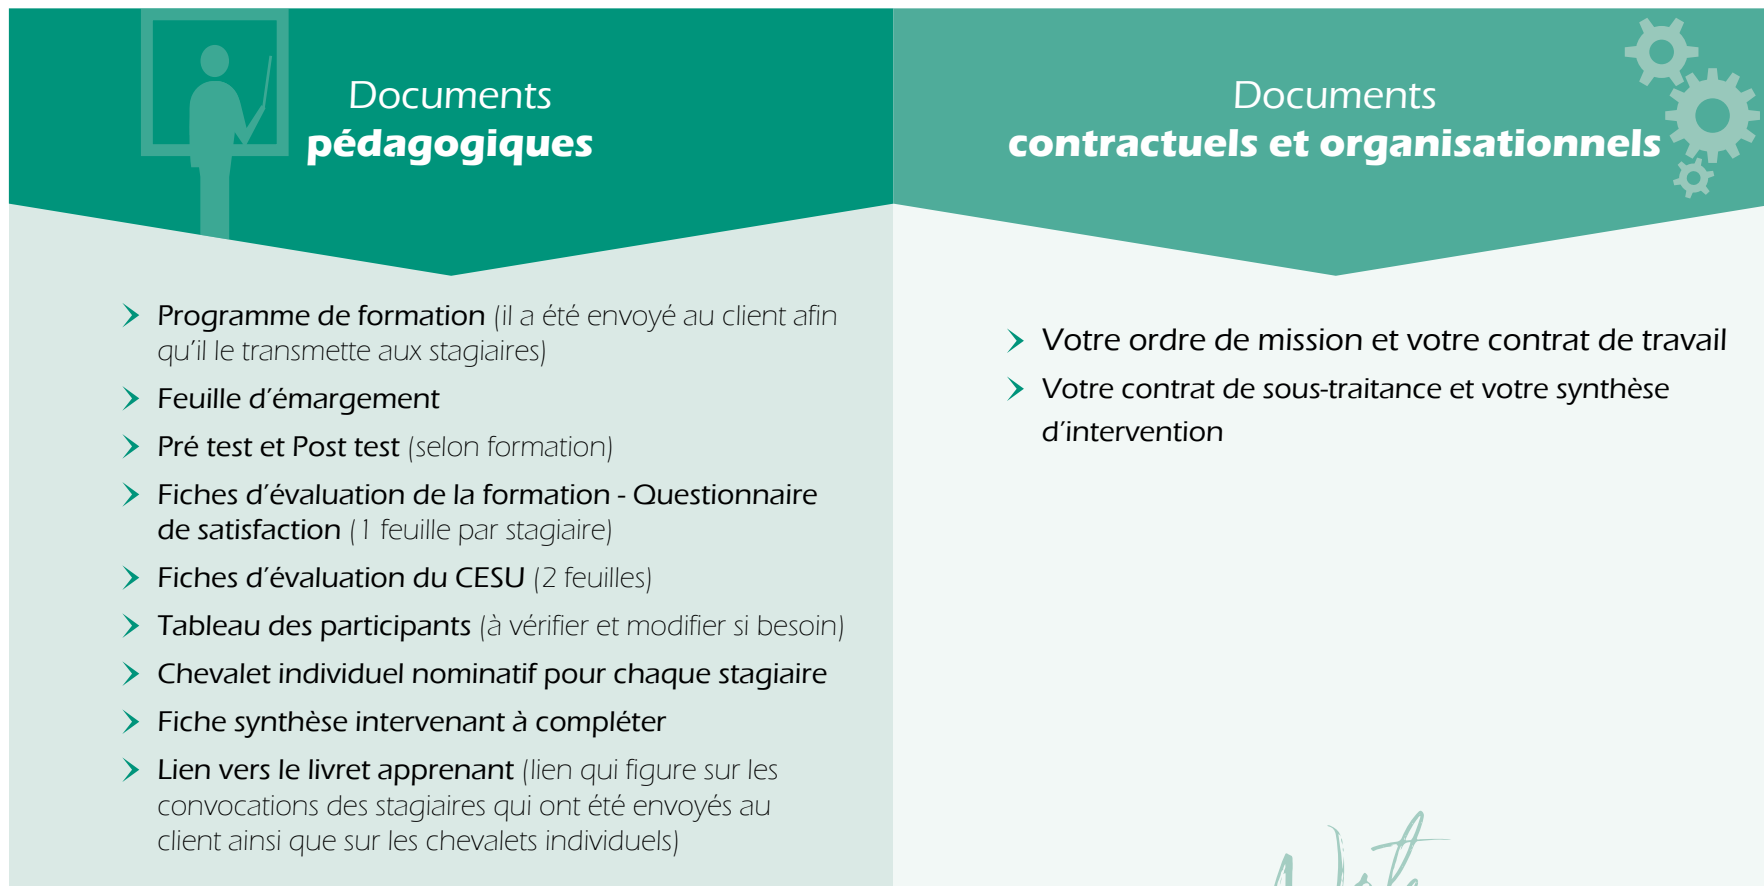 Documents
pédagogiques
Programme de formation (il a été envoyé au client afin
qu'il le transmette aux stagiaires)
Feuille d'émargement
Pré test et Post test (selon formation)
Fiches d'évaluation de la formation - Questionnaire
de satisfaction (1 feuille par stagiaire)
Fiches d'évaluation du CESU (2 feuilles)
Tableau des participants (à vérifier et modifier si besoin)
Chevalet individuel nominatif pour chaque stagiaire
Fiche synthèse intervenant à compléter
Lien vers le livret apprenant (lien qui figure sur les
convocations des stagiaires qui ont été envoyés au
client ainsi que sur les chevalets individuels)
Documents
contractuels et organisationnels
Votre ordre de mission et votre contrat de travail
Votre contrat de sous-traitance et votre synthèse
d'intervention